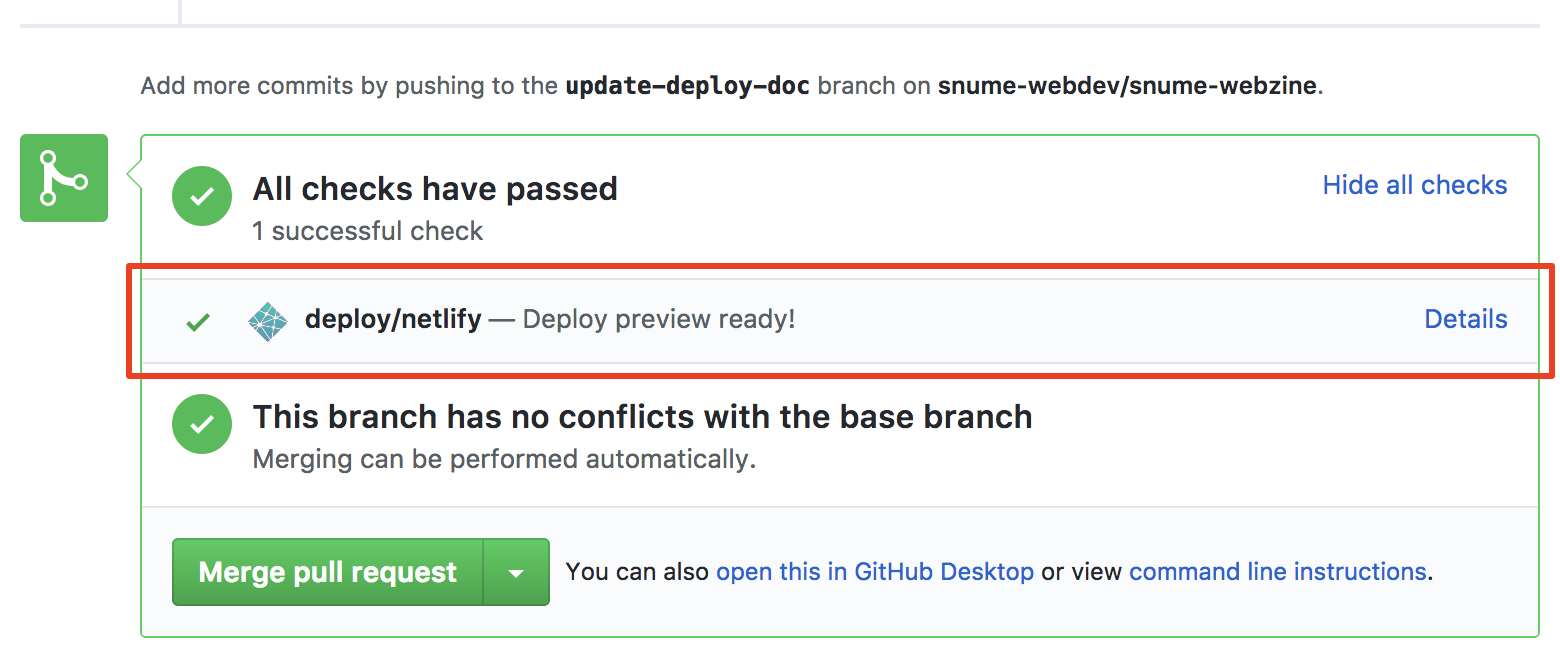 Add more commits by pushing to the update-deploy-doc branch on snume-webdev/snume-webzine.
All checks have passed
Hide all checks
1 successful check
deploy/netlify — Deploy preview ready!
Details
This branch has no conflicts with the base branch
Merging can be performed automatically.
Merge pull request
You can also open this in GitHub Desktop or view command line instructions.